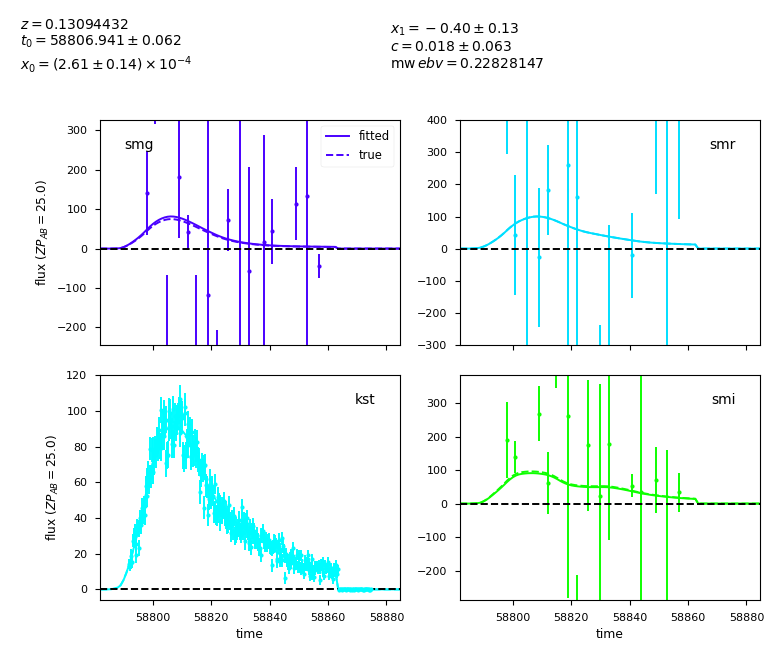 z = 0.13094432
t₀ = 58806.941 ± 0.062
x₀ = (2.61 ± 0.14) × 10⁻⁴
x₁ = −0.40 ± 0.13
c = 0.018 ± 0.063
mw ebv = 0.22828147
smg
fitted
true
300
200
100
0
−100
−200
flux (ZP_AB = 25.0)
smr
400
300
200
100
0
−100
−200
−300
kst
120
100
80
60
40
20
0
flux (ZP_AB = 25.0)
58800 58820 58840 58860 58880
time
smi
300
200
100
0
−100
−200
58800 58820 58840 58860 58880
time